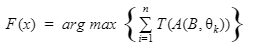 F(x) = arg max { ∑_{i=1}^{n} T(A(B, θ_k)) }